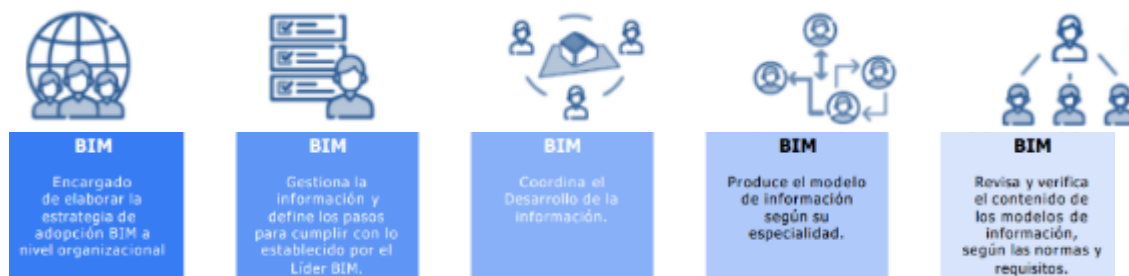 BIM
Encargado
de elaborar la
estrategia de
adopción BIM a
nivel organizacional
BIM
Gestiona la
información y
define los pasos
para cumplir con lo
establecido por el
Líder BIM.
BIM
Coordina el
Desarrollo de la
información.
BIM
Produce el modelo
de información
según su
especialidad.
BIM
Revisa y verifica
el contenido de
los modelos de
información,
según las normas y
requisitos.